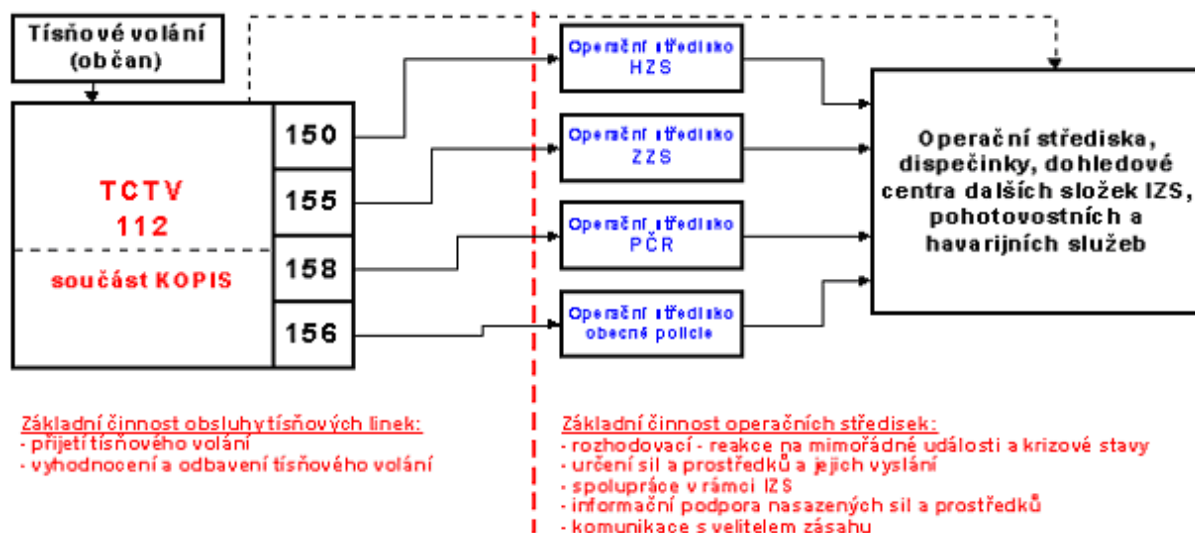 Tísňové volání
(občan)
TCTV
112
součást KOPIS
150
155
158
156
Operační středisko
HZS
Operační středisko
ZZS
Operační středisko
PČR
Operační středisko
obecné policie
Operační střédiska,
dispečinky, dohledové
centra dalších složek IZS,
pohotovostních a
havarijních služeb
Základní činnost obsluhy tísňových linek:
- přijetí tísňového volání
- vyhodnocení a odbavení tísňového volání
Základní činnost operačních středisek:
- rozhodovací - reakce na mimořádné události a krizové stavy
- určení sil a prostředků a jejich vyslání
- spolupráce v rámci IZS
- informační podpora nasazených sil a prostředků
- komunikace s velitelem zásahu